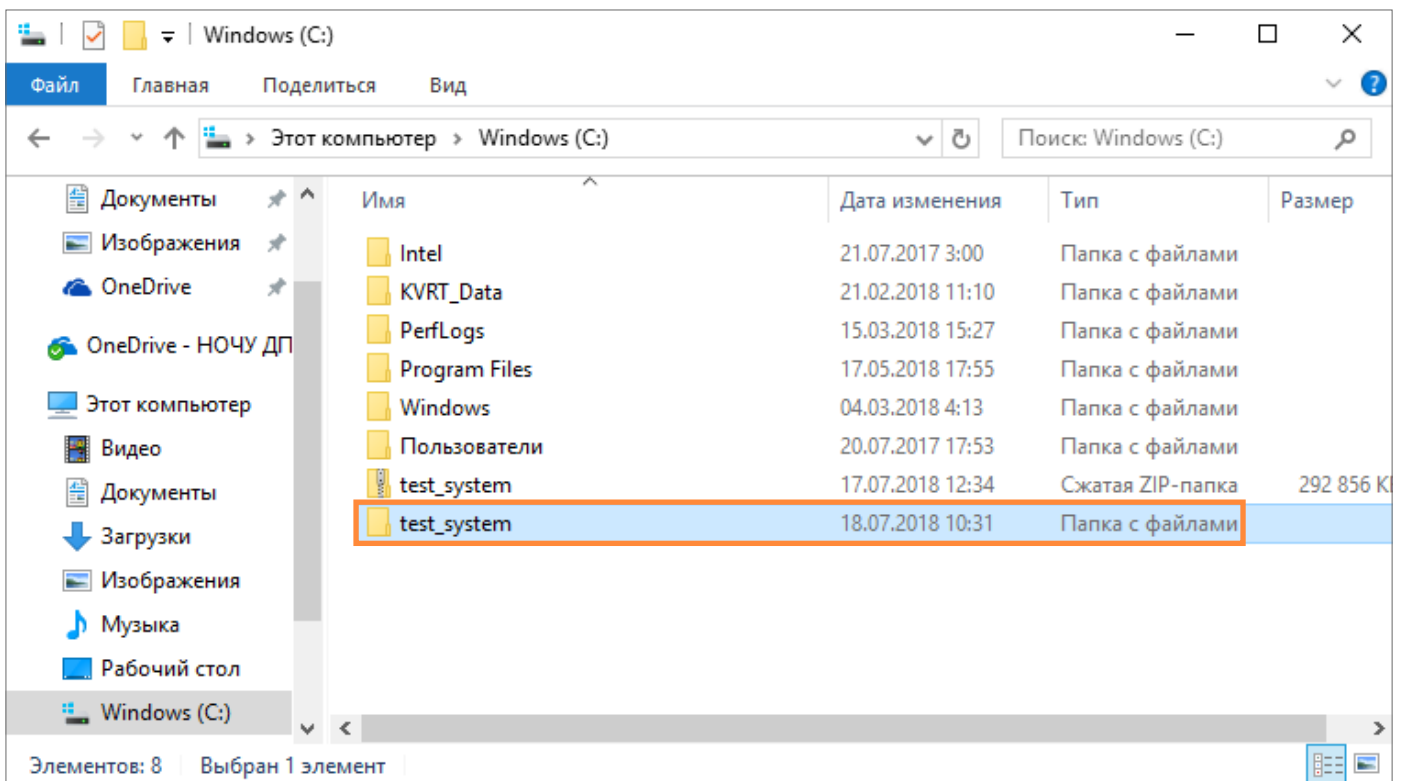 Windows (C:)
Файл Главная Поделиться Вид
Этот компьютер Windows (C:) Поиск: Windows (C:)
Документы
Изображения
OneDrive
OneDrive - НОЧУ ДП
Этот компьютер
Видео
Документы
Загрузки
Изображения
Музыка
Рабочий стол
Windows (C:)
Имя Дата изменения Тип Размер
Intel 21.07.2017 3:00 Папка с файлами
KVRT_Data 21.02.2018 11:10 Папка с файлами
PerfLogs 15.03.2018 15:27 Папка с файлами
Program Files 17.05.2018 17:55 Папка с файлами
Windows 04.03.2018 4:13 Папка с файлами
Пользователи 20.07.2017 17:53 Папка с файлами
test_system 17.07.2018 12:34 Сжатая ZIP-папка 292 856 КБ
test_system 18.07.2018 10:31 Папка с файлами
Элементов: 8 Выбран 1 элемент